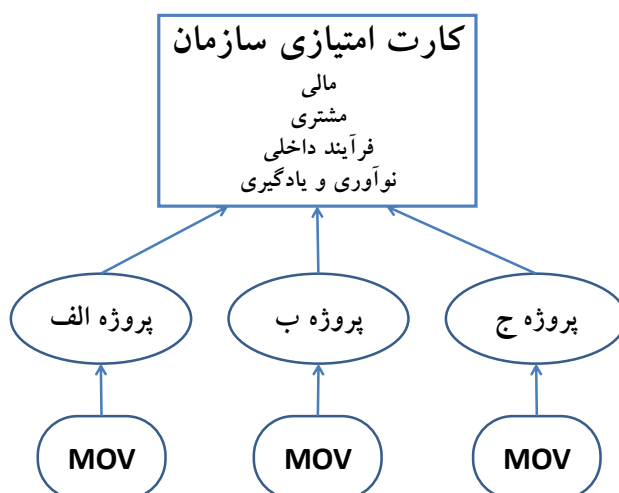 کارت امتیازی سازمان
مالی
مشتری
فرآیند داخلی
نوآوری و یادگیری
پروژه ج
پروژه ب
پروژه الف
MOV
MOV
MOV